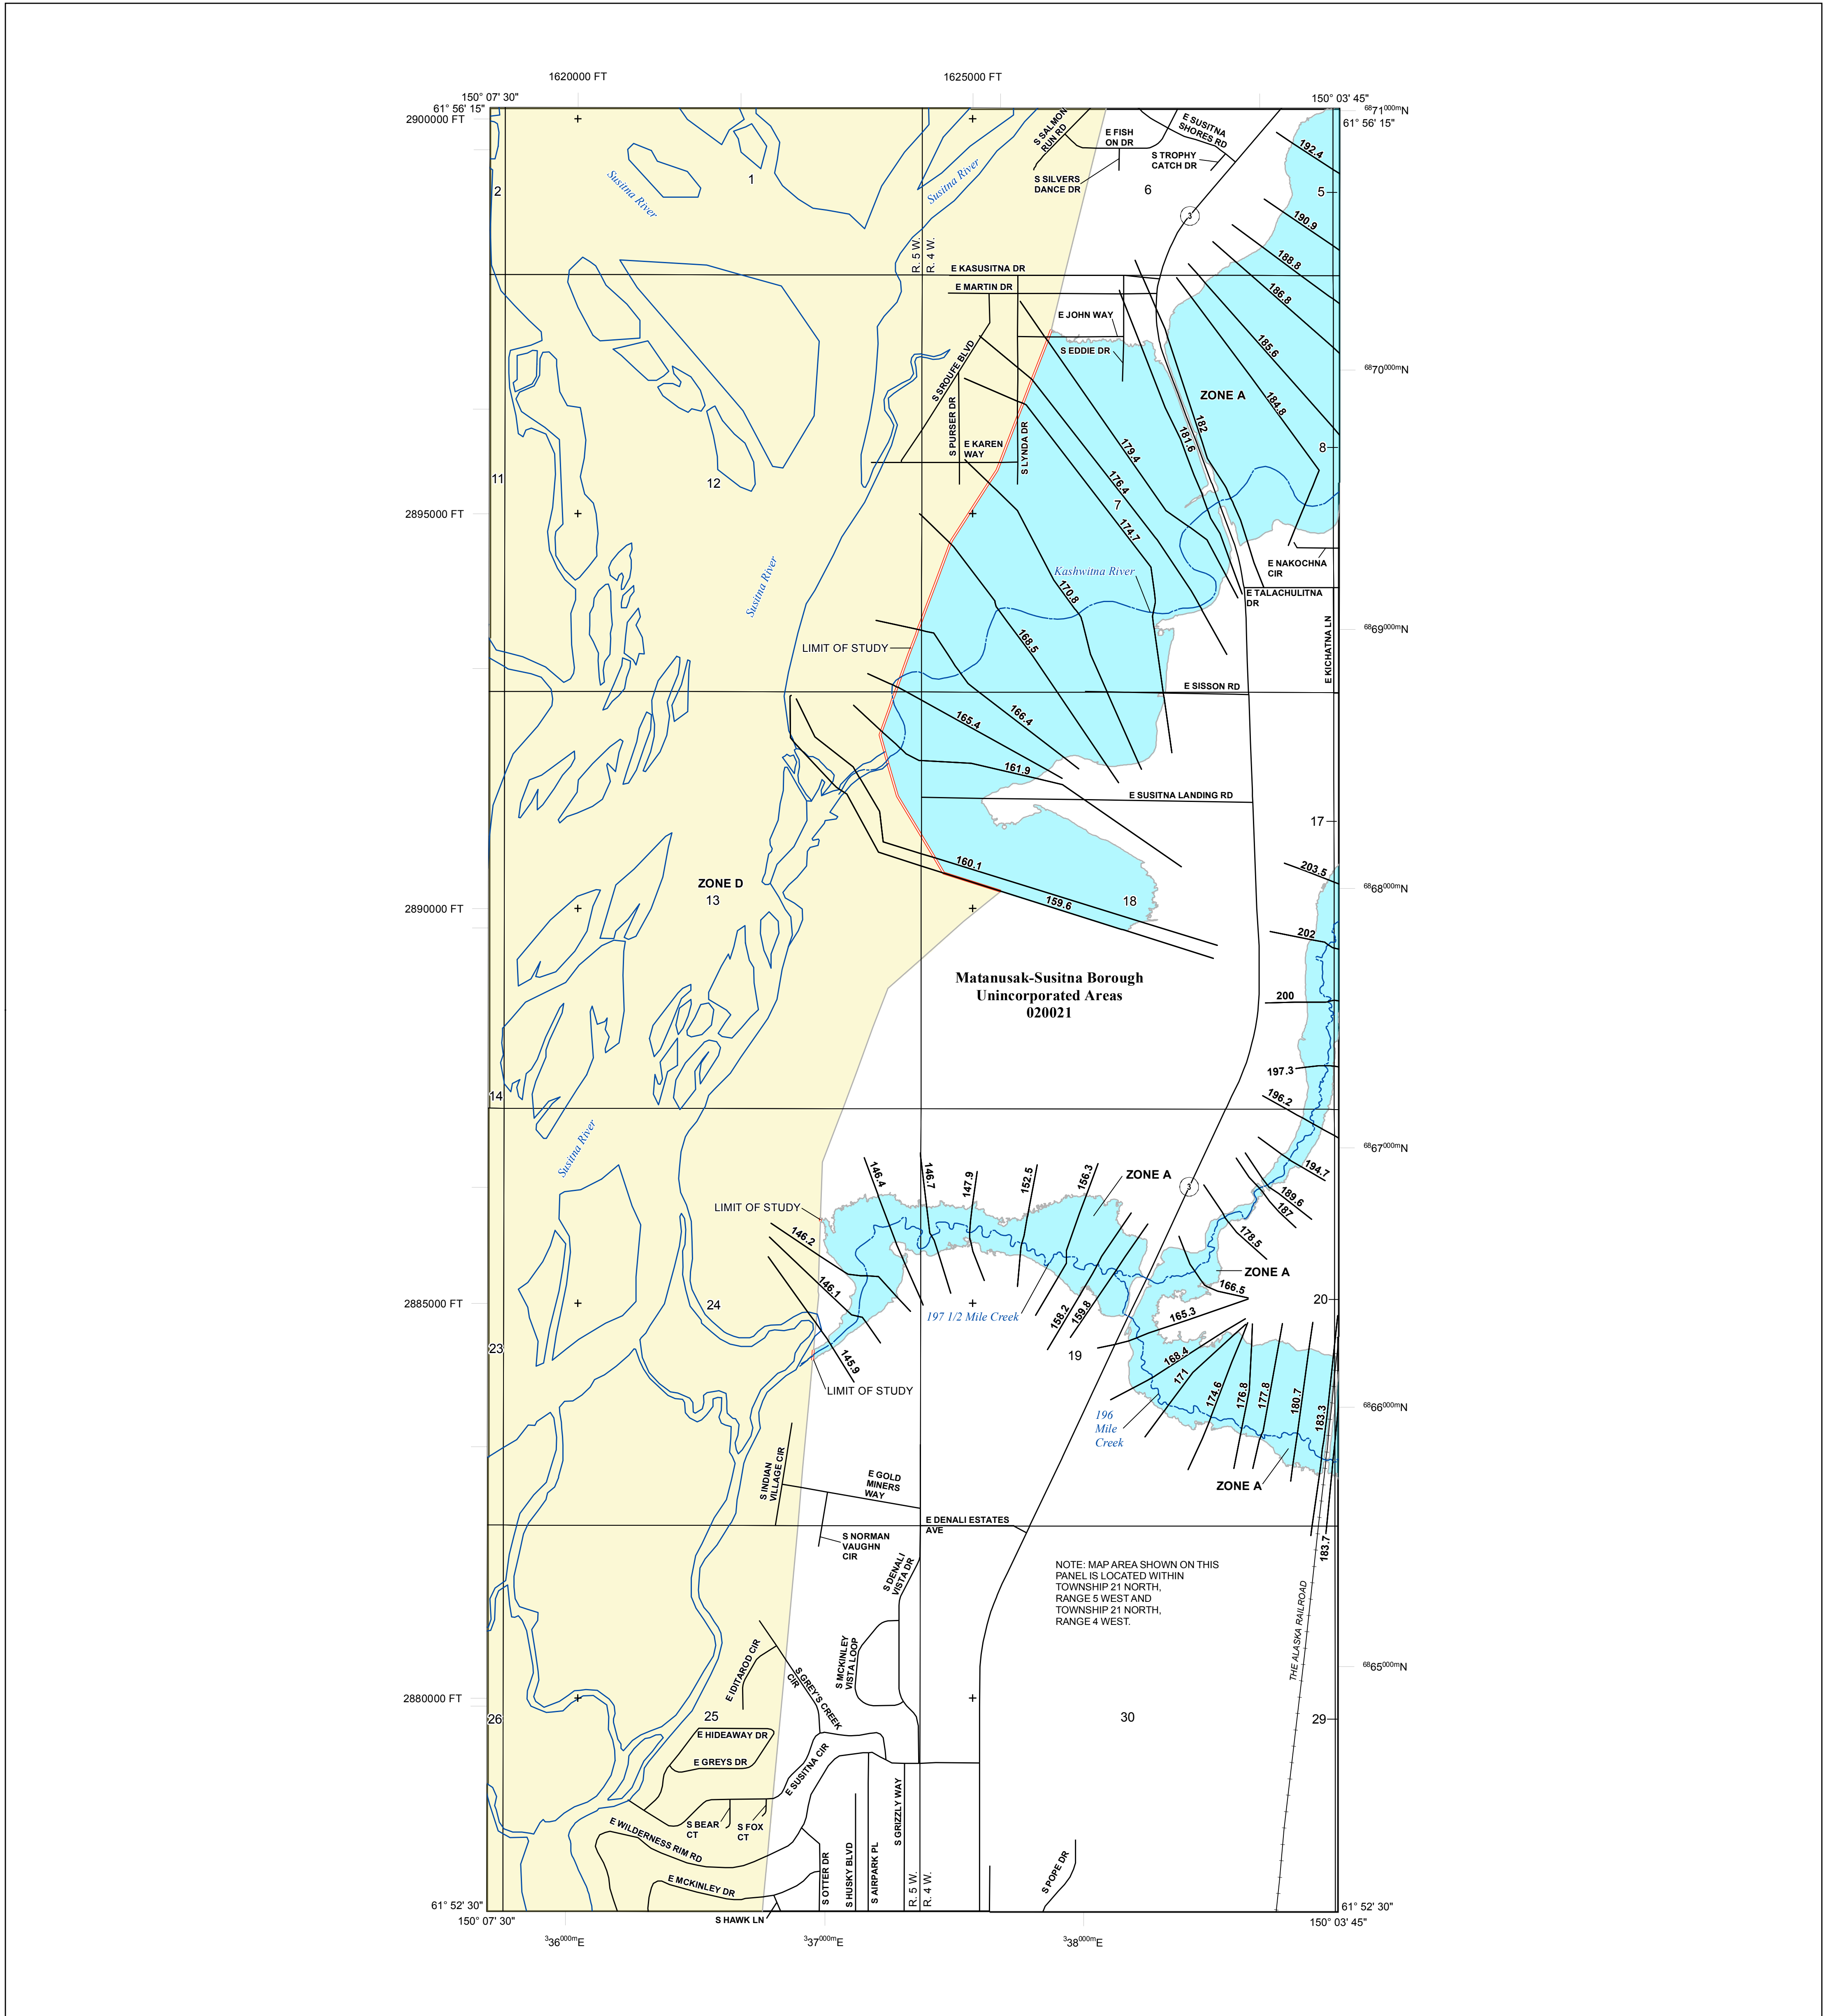 1620000 FT
1625000 FT
150° 07' 30"
150° 03' 45"
61° 56' 15"
6871000mN
2900000 FT
61° 56' 15"
S SALMON
RUN RD
E FISH
ON DR
E SUSITNA
SHORES RD
S TROPHY
CATCH DR
S SILVERS
DANCE DR
192.4
Susitna River
Susitna River
2
1
6
5
3
190.9
188.8
186.8
R. 5 W.
R. 4 W.
E KASUSITNA DR
E MARTIN DR
E JOHN WAY
S EDDIE DR
S SROUFE BLVD
S PURSER DR
E KAREN
WAY
S LYNDA DR
185.6
184.8
6870000mN
ZONE A
182
181.6
179.4
176.4
174.7
8
11
12
7
2895000 FT
Kashwitna River
170.8
168.5
E NAKOCHNA
CIR
E TALACHULITNA
DR
E KICHATNA LN
Susitna River
6869000mN
LIMIT OF STUDY
E SISSON RD
166.4
165.4
161.9
E SUSITNA LANDING RD
17
160.1
203.5
ZONE D
13
6868000mN
159.6
18
2890000 FT
202
Matanusak-Susitna Borough
Unincorporated Areas
020021
200
197.3
14
196.2
Susitna River
6867000mN
146.4
146.7
147.9
152.5
156.3
ZONE A
3
194.7
189.6
187
LIMIT OF STUDY
146.2
178.5
146.1
ZONE A
166.5
24
2885000 FT
197 1/2 Mile Creek
158.2
159.8
165.3
20
23
145.9
19
168.4
171
174.6
176.8
177.8
180.7
183.3
LIMIT OF STUDY
6866000mN
196
Mile
Creek
ZONE A
S INDIAN
VILLAGE CIR
E GOLD
MINERS
WAY
E DENALI ESTATES
AVE
S NORMAN
VAUGHN
CIR
183.7
S DENALI
VISTA DR
NOTE: MAP AREA SHOWN ON THIS
PANEL IS LOCATED WITHIN
TOWNSHIP 21 NORTH,
RANGE 5 WEST AND
TOWNSHIP 21 NORTH,
RANGE 4 WEST.
THE ALASKA RAILROAD
S MCKINLEY
VISTA LOOP
E IDITAROD CIR
S GREY'S CREEK
CIR
6865000mN
2880000 FT
26
25
30
29
E HIDEAWAY DR
E GREYS DR
E SUSITNA CIR
S BEAR
CT
S FOX
CT
E WILDERNESS RIM RD
E MCKINLEY DR
S OTTER DR
S HUSKY BLVD
S AIRPARK PL
S GRIZZLY WAY
R. 5 W.
R. 4 W.
S POPE DR
61° 52' 30"
61° 52' 30"
150° 07' 30"
S HAWK LN
150° 03' 45"
336000mE
337000mE
338000mE